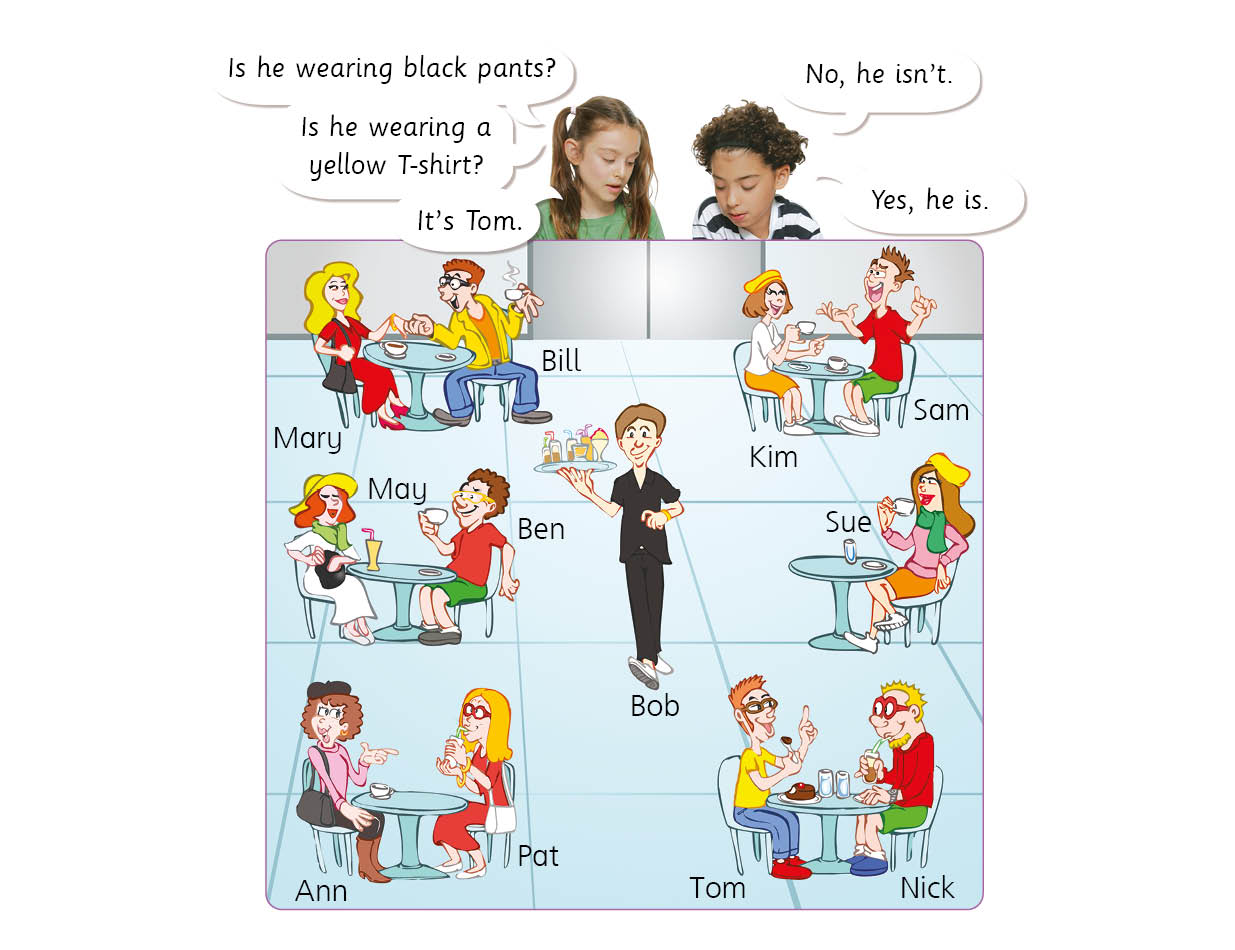 Is he wearing black pants?
No, he isn't.
Is he wearing a
yellow T-shirt?
Yes, he is.
It's Tom.
Bill
Mary
Sam
Kim
May
Ben
Sue
Bob
Pat
Ann
Tom
Nick